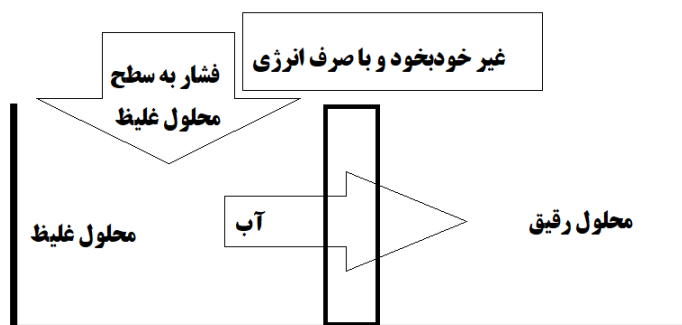 غیر خودبخود و با صرف انرژی
فشار به سطح
محلول غلیظ
آب
محلول رقیق
محلول غلیظ